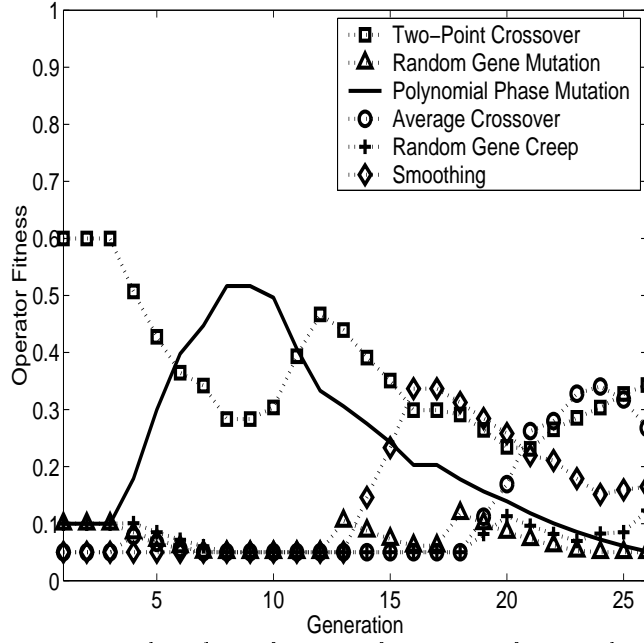 1
0.9
0.8
0.7
0.6
0.5
0.4
0.3
0.2
0.1
0
Operator Fitness
Two-Point Crossover
Random Gene Mutation
Polynomial Phase Mutation
Average Crossover
Random Gene Creep
Smoothing
5
10
15
20
25
Generation